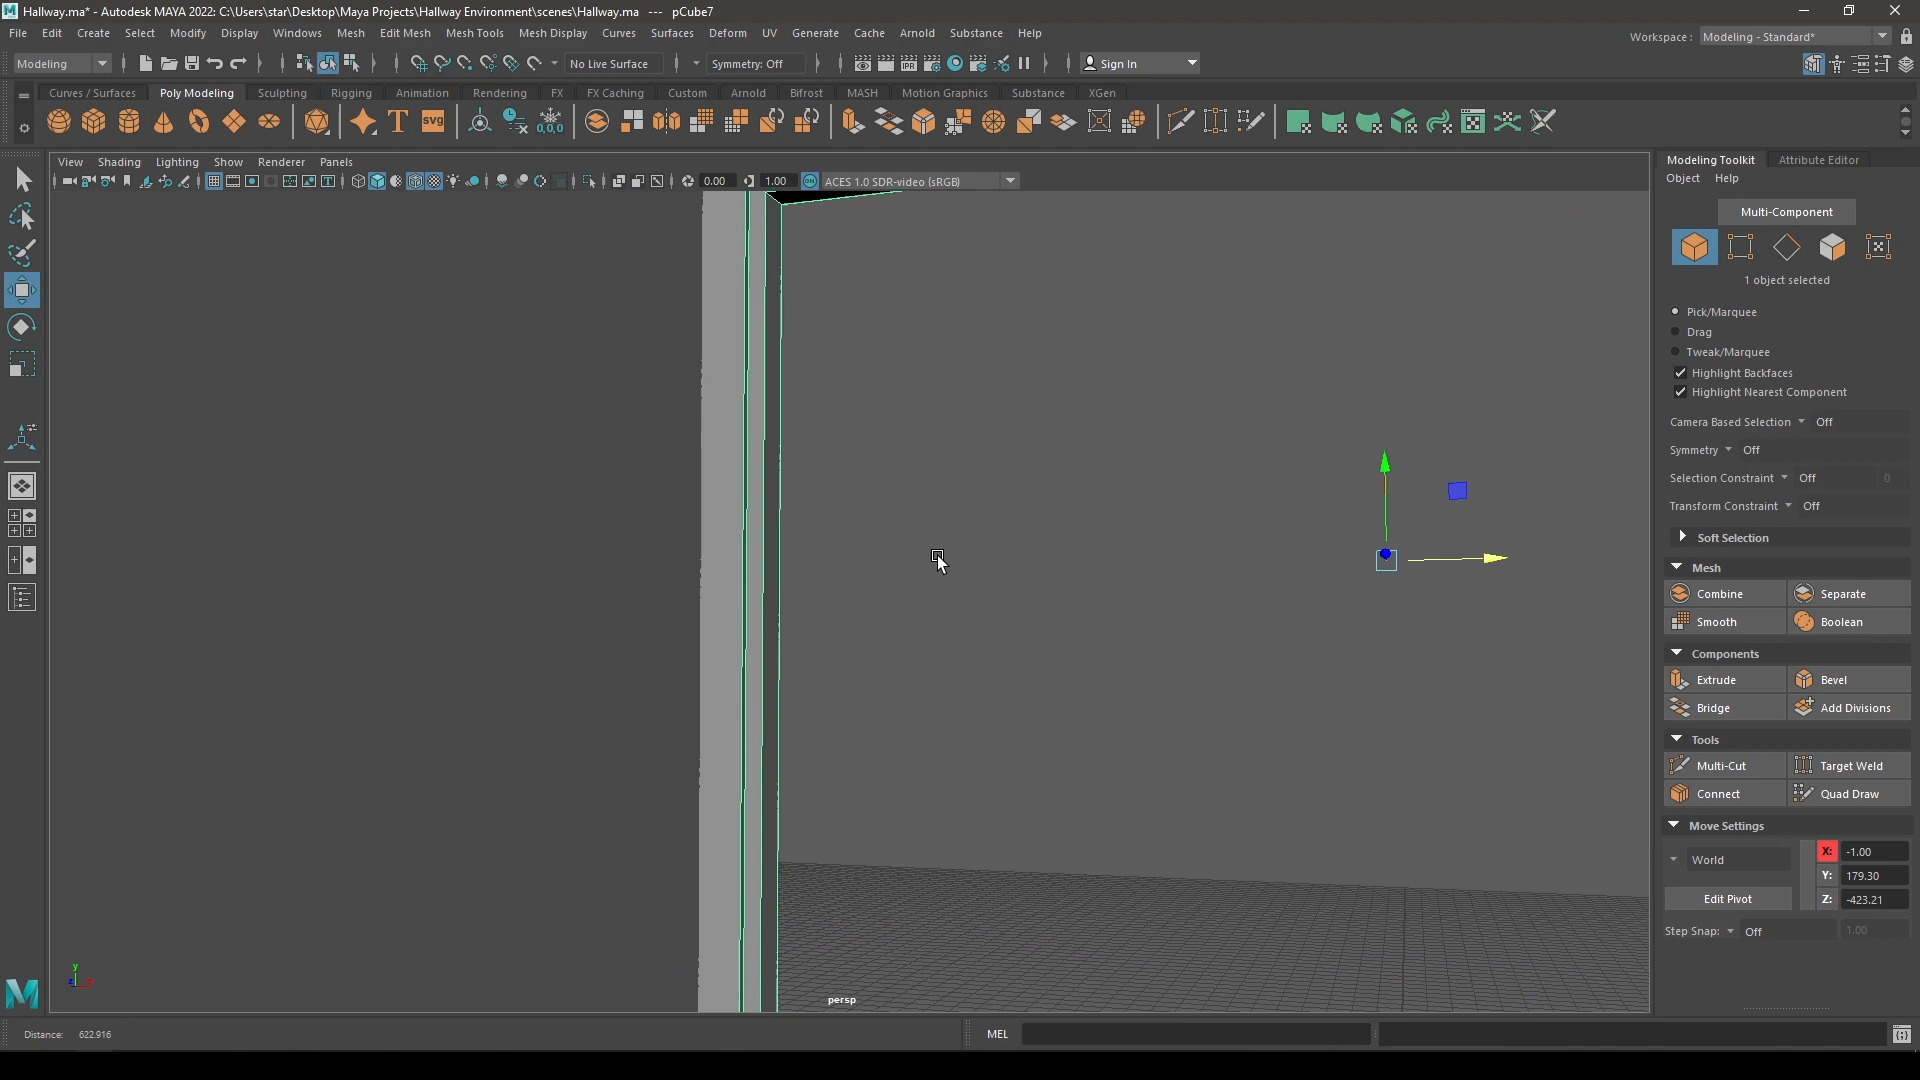 Hallway.ma* - Autodesk MAYA 2022: C:\Users\star\Desktop\Maya Projects\Hallway Environment\scenes\Hallway.ma --- pCube7
File Edit Create Select Modify Display Windows Mesh Edit Mesh Mesh Tools Mesh Display Curves Surfaces Deform UV Generate Cache Arnold Substance Help
Workspace : Modeling - Standard*
Modeling No Live Surface Symmetry: Off Sign In
Curves / Surfaces Poly Modeling Sculpting Rigging Animation Rendering FX FX Caching Custom Arnold Bifrost MASH Motion Graphics Substance XGen
T svg 0,0,0
View Shading Lighting Show Renderer Panels
0.00 1.00 ON ACES 1.0 SDR-video (sRGB)
Modeling Toolkit Attribute Editor
Object Help
Multi-Component
1 object selected
Pick/Marquee
Drag
Tweak/Marquee
Highlight Backfaces
Highlight Nearest Component
Camera Based Selection Off
Symmetry Off
Selection Constraint Off 0
Transform Constraint Off
Soft Selection
Mesh
Combine Separate
Smooth Boolean
Components
Extrude Bevel
Bridge Add Divisions
Tools
Multi-Cut Target Weld
Connect Quad Draw
Move Settings
World
X: -1.00
Y: 179.30
Edit Pivot
Z: -423.21
Step Snap: Off 1.00
y
z x
persp
Distance: 622.916
MEL